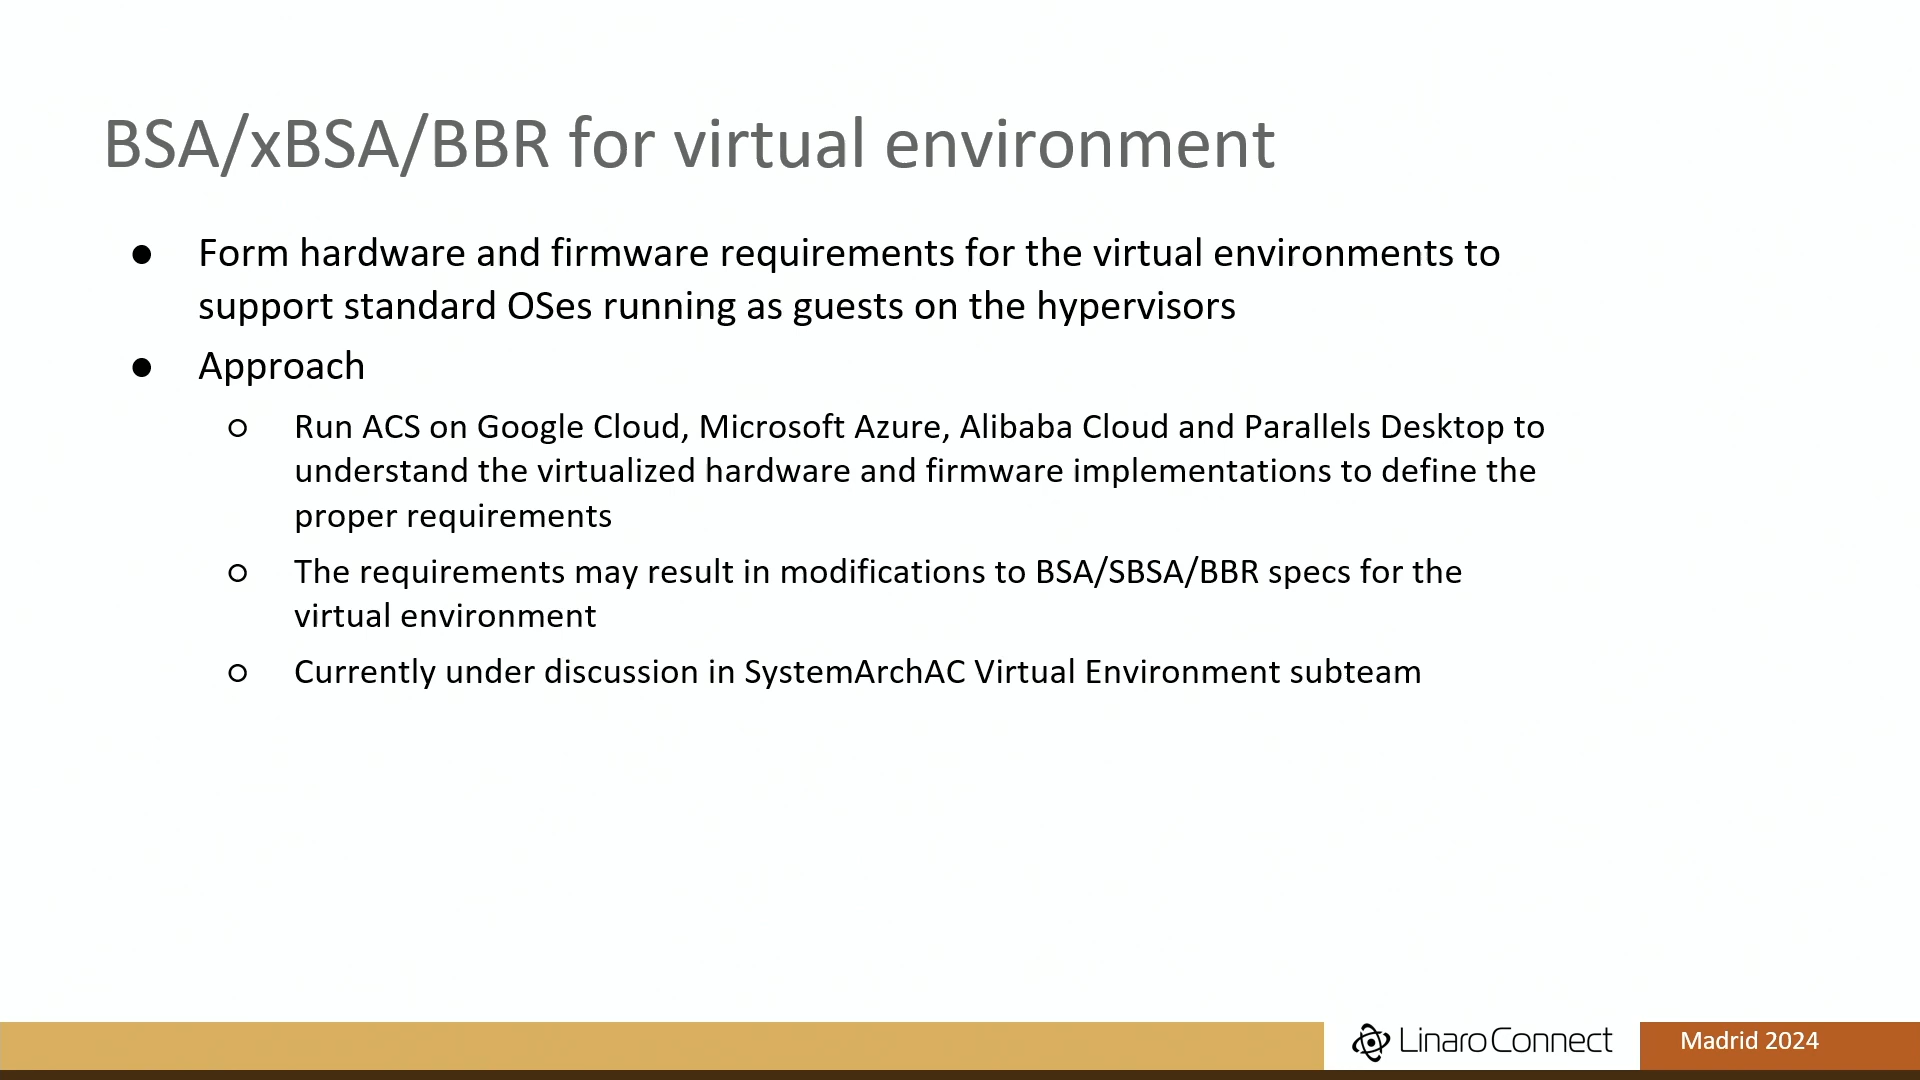 BSA/xBSA/BBR for virtual environment
● Form hardware and firmware requirements for the virtual environments to
support standard OSes running as guests on the hypervisors
● Approach
○ Run ACS on Google Cloud, Microsoft Azure, Alibaba Cloud and Parallels Desktop to
understand the virtualized hardware and firmware implementations to define the
proper requirements
○ The requirements may result in modifications to BSA/SBSA/BBR specs for the
virtual environment
○ Currently under discussion in SystemArchAC Virtual Environment subteam
Linaro Connect
Madrid 2024